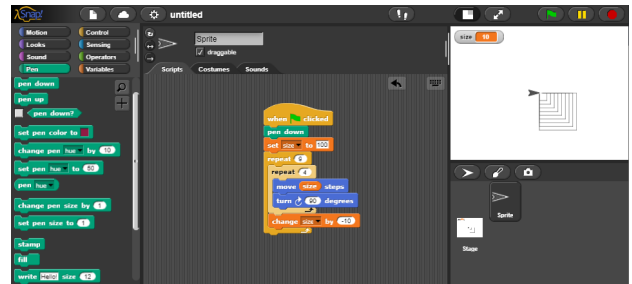 Snap!
untitled
Motion
Control
Looks
Sensing
Sound
Operators
Pen
Variables
pen down
pen up
pen down?
set pen color to
change pen hue by 10
set pen hue to 50
pen hue
change pen size by 1
set pen size to 1
stamp
fill
write Hello! size 12
Sprite
draggable
Scripts
Costumes
Sounds
when clicked
pen down
set size to 100
repeat 9
repeat 4
move size steps
turn 90 degrees
change size by -10
size 10
Sprite
Stage